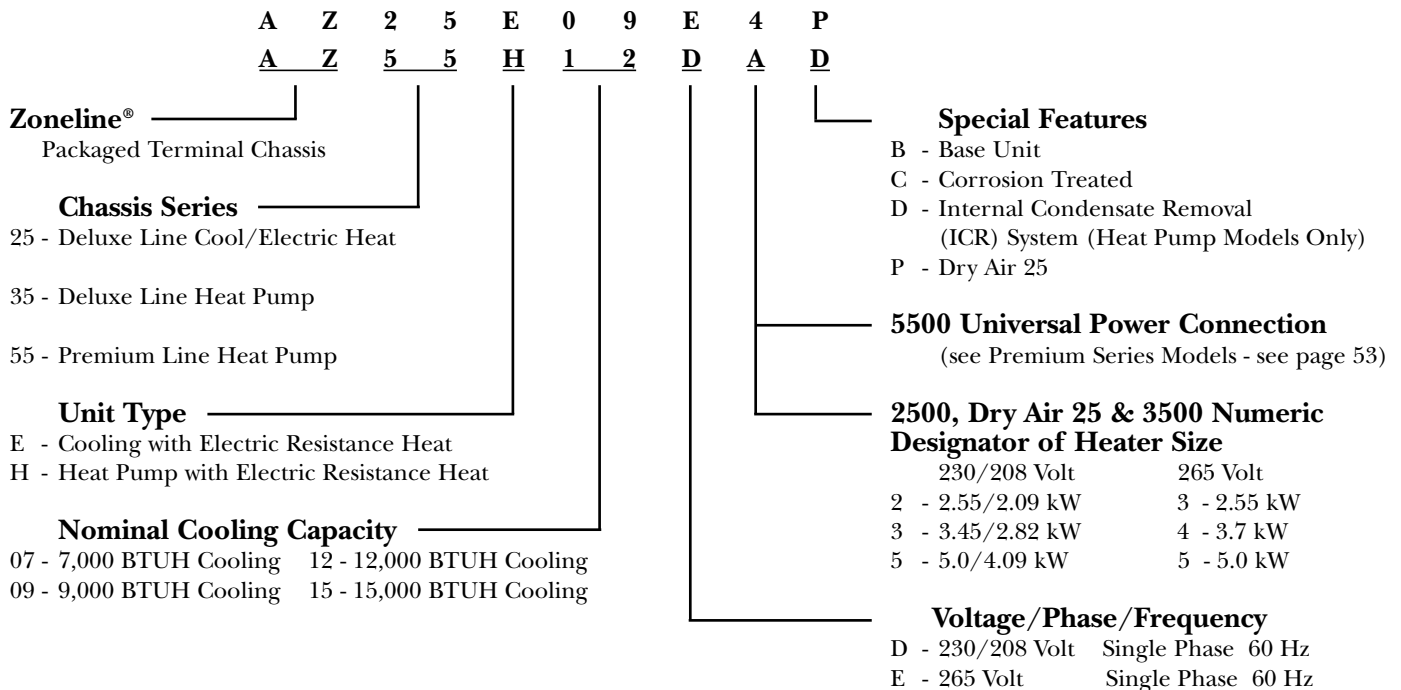 A Z 2 5 E 0 9 E 4 P
A Z 5 5 H 1 2 D A D
Zoneline®
Packaged Terminal Chassis
Chassis Series
25 - Deluxe Line Cool/Electric Heat
35 - Deluxe Line Heat Pump
55 - Premium Line Heat Pump
Unit Type
E - Cooling with Electric Resistance Heat
H - Heat Pump with Electric Resistance Heat
Nominal Cooling Capacity
07 - 7,000 BTUH Cooling 12 - 12,000 BTUH Cooling
09 - 9,000 BTUH Cooling 15 - 15,000 BTUH Cooling
Special Features
B - Base Unit
C - Corrosion Treated
D - Internal Condensate Removal
(ICR) System (Heat Pump Models Only)
P - Dry Air 25
5500 Universal Power Connection
(see Premium Series Models - see page 53)
2500, Dry Air 25 & 3500 Numeric
Designator of Heater Size
230/208 Volt 265 Volt
2 - 2.55/2.09 kW 3 - 2.55 kW
3 - 3.45/2.82 kW 4 - 3.7 kW
5 - 5.0/4.09 kW 5 - 5.0 kW
Voltage/Phase/Frequency
D - 230/208 Volt Single Phase 60 Hz
E - 265 Volt Single Phase 60 Hz